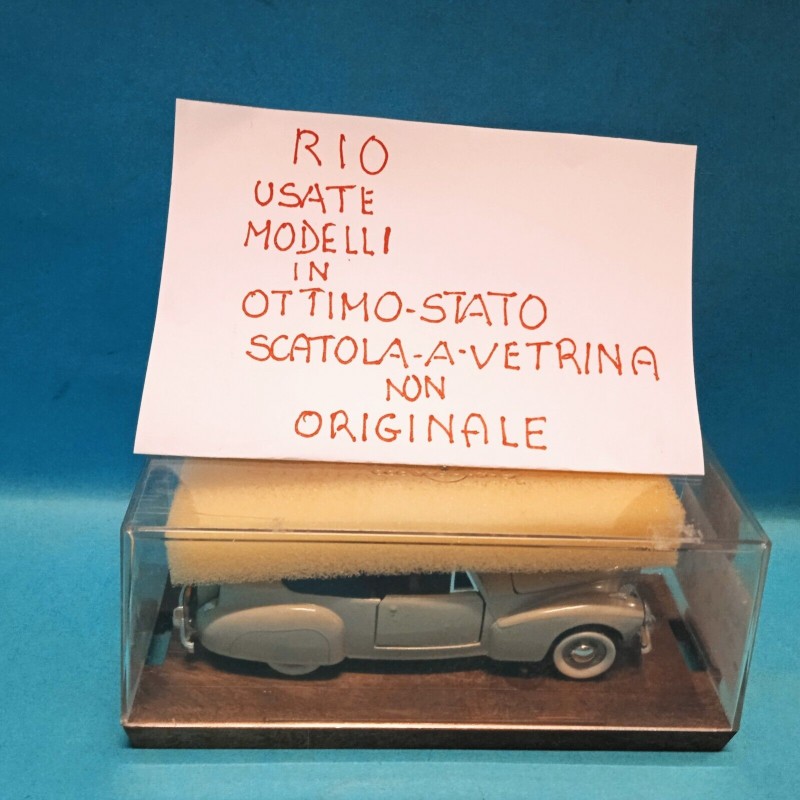 RIO
USATE
MODELLI
IN
OTTIMO-STATO
SCATOLA-A-VETRINA
NON
ORIGINALE